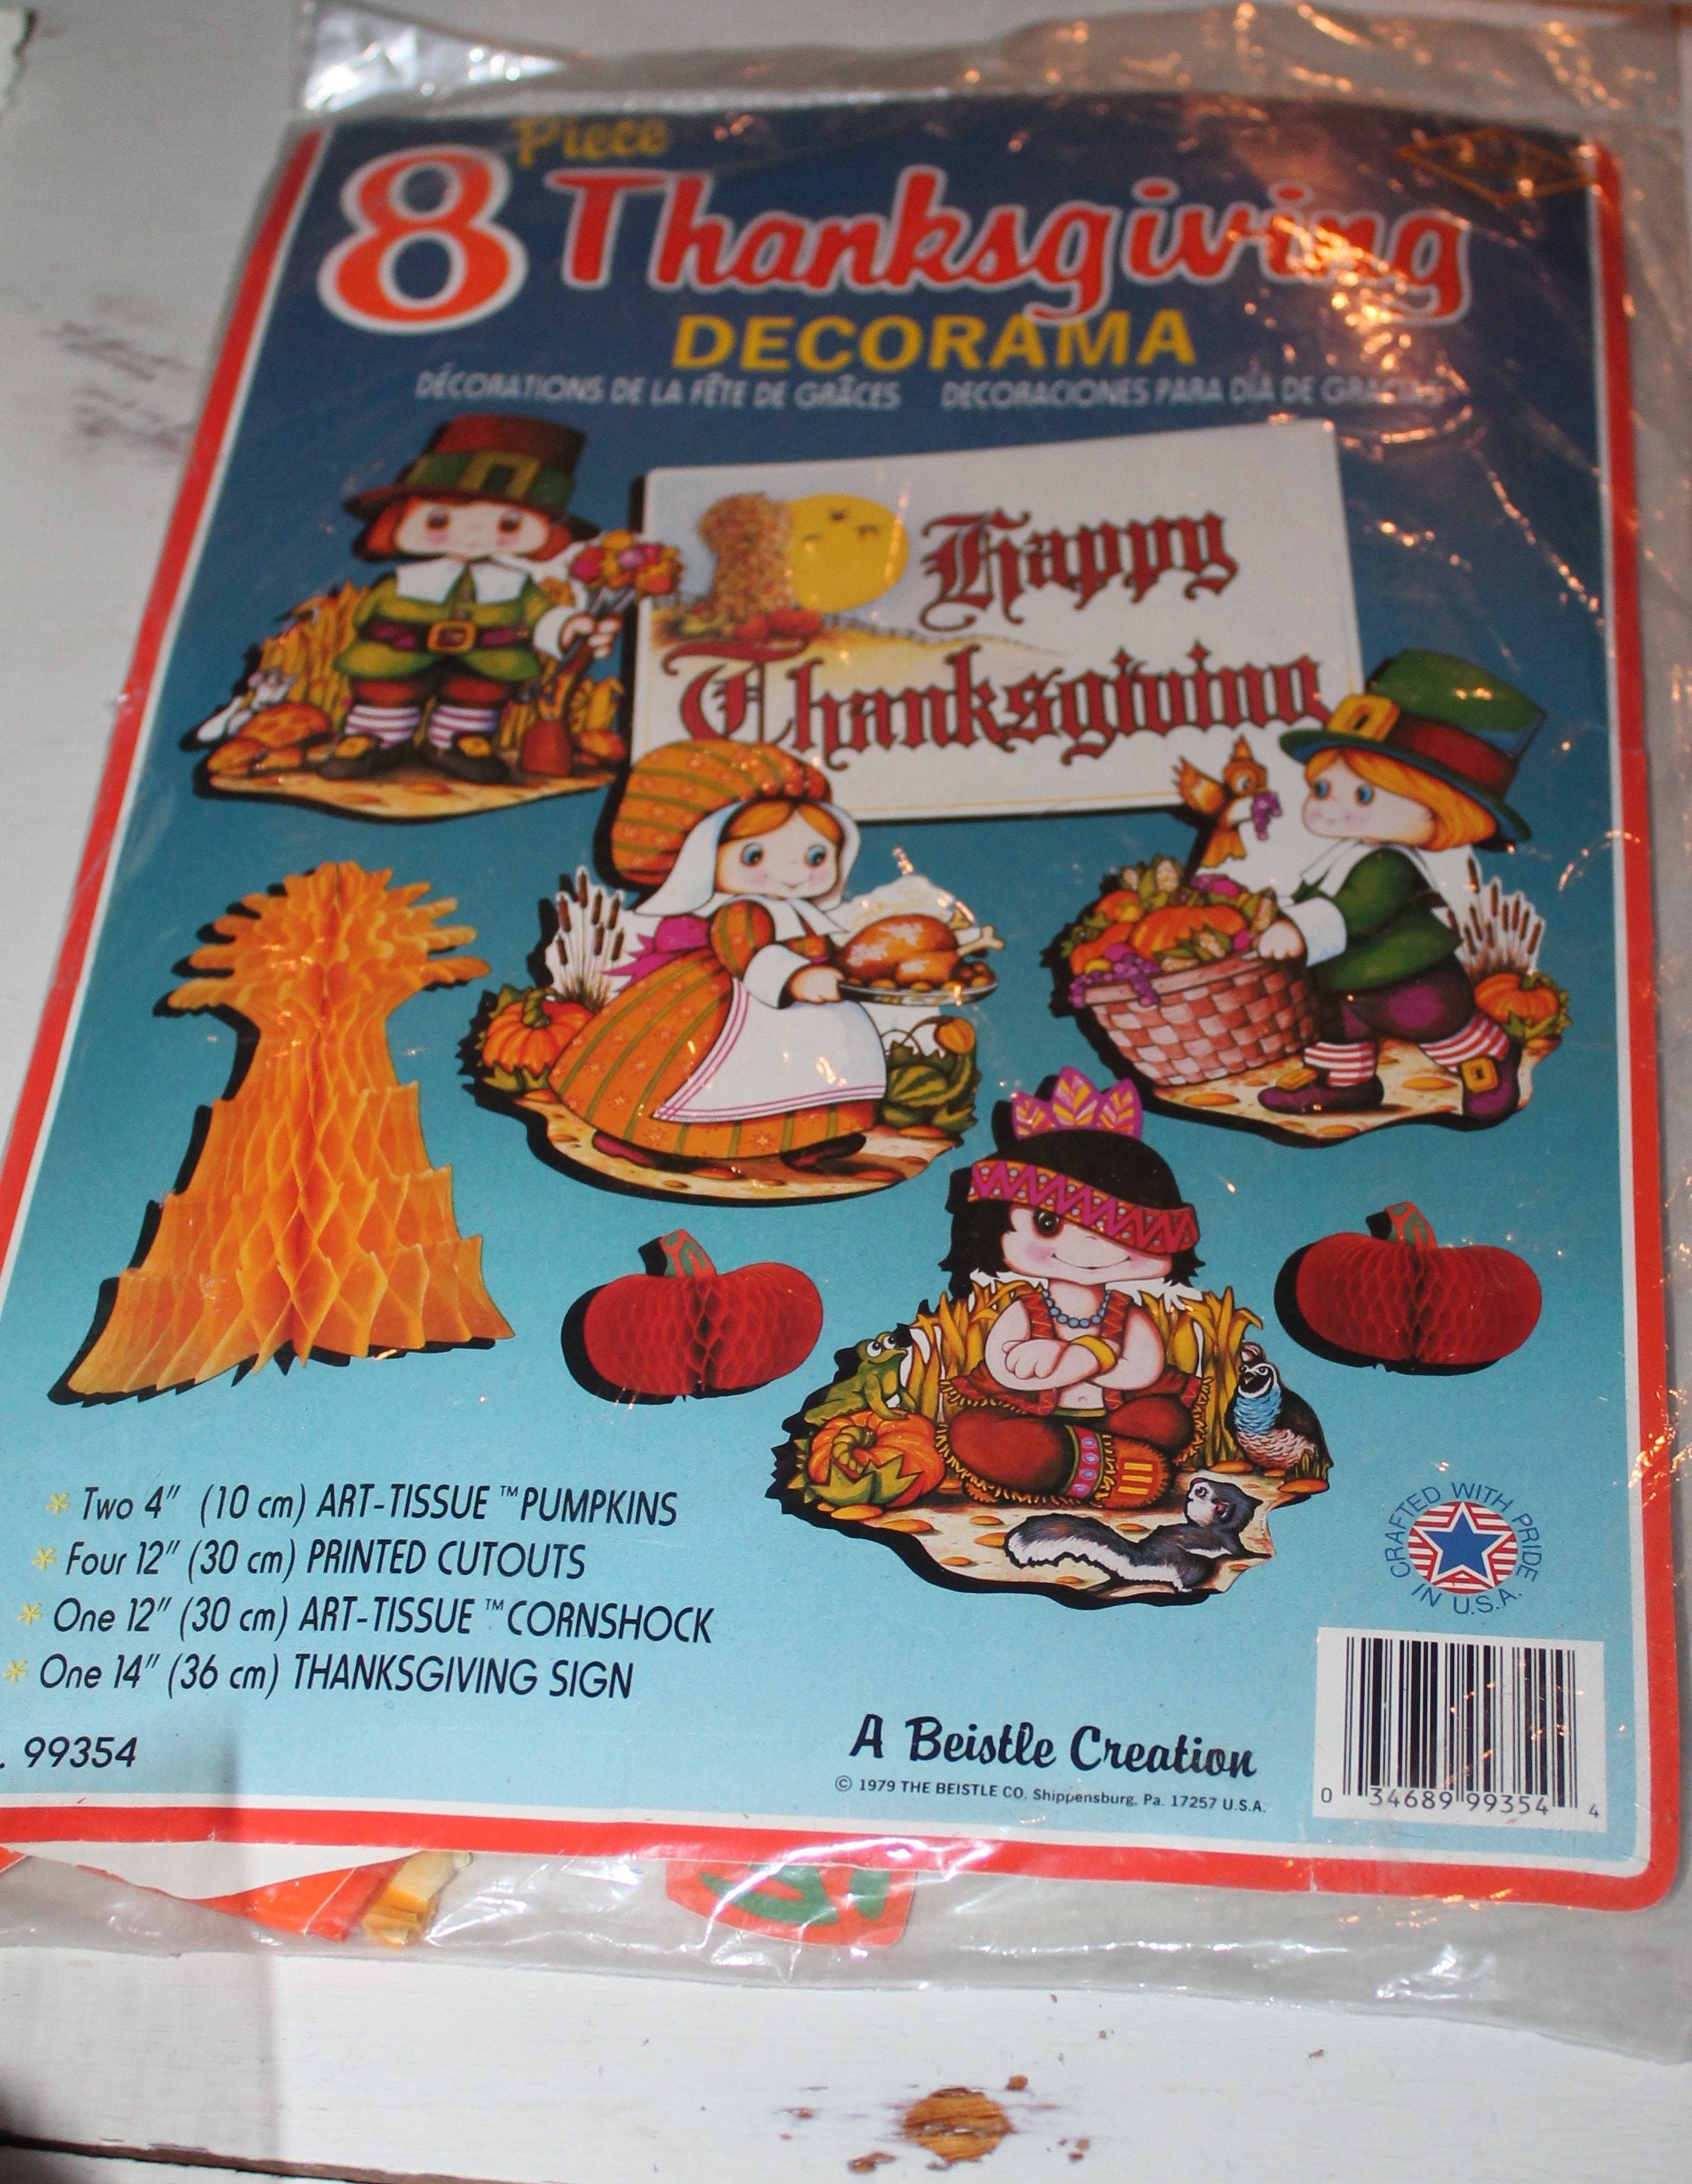 8 Piece Thanksgiving
DECORAMA
DÉCORATIONS DE LA FÊTE DE GRÂCES DECORACIONES PARA DÍA DE GRACIAS
Happy
Thanksgiving
* Two 4" (10 cm) ART-TISSUE™ PUMPKINS
* Four 12" (30 cm) PRINTED CUTOUTS
* One 12" (30 cm) ART-TISSUE™ CORNSHOCK
* One 14" (36 cm) THANKSGIVING SIGN
. 99354
CRAFTED WITH PRIDE
IN U.S.A.
A Beistle Creation
© 1979 THE BEISTLE CO. Shippensburg, Pa. 17257 U.S.A.
0 34689 99354 4